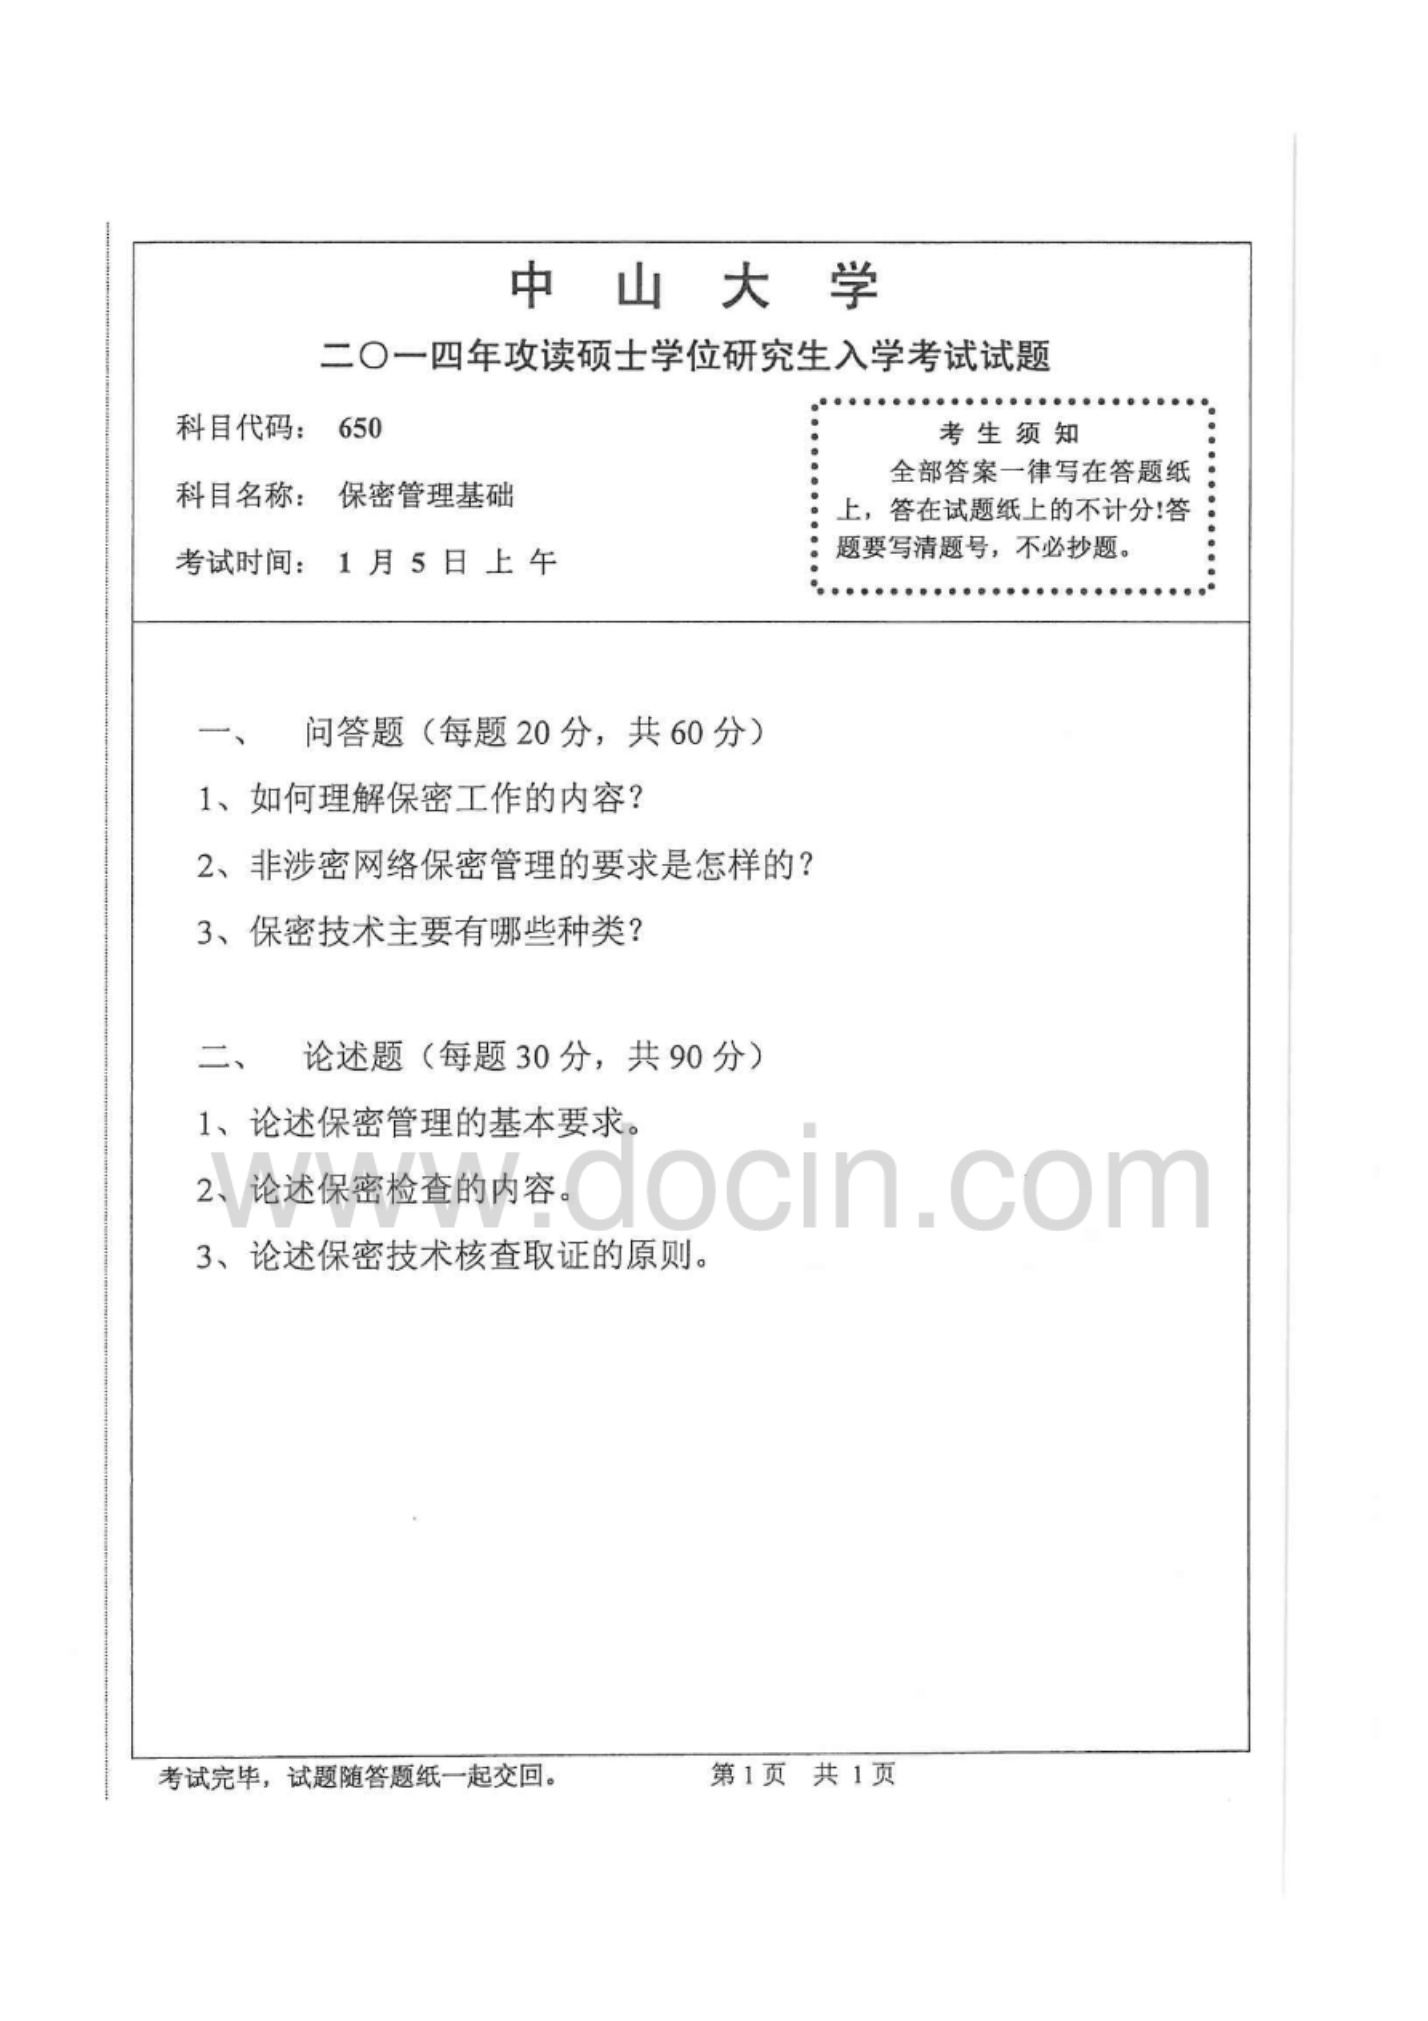 中山大学
二〇一四年攻读硕士学位研究生入学考试试题
科目代码： 650
科目名称： 保密管理基础
考试时间： 1 月 5 日 上 午
考 生 须 知
全部答案一律写在答题纸
上，答在试题纸上的不计分!答
题要写清题号，不必抄题。
一、 问答题（每题 20 分，共 60 分）
1、如何理解保密工作的内容?
2、非涉密网络保密管理的要求是怎样的?
3、保密技术主要有哪些种类?
二、 论述题（每题 30 分，共 90 分）
1、论述保密管理的基本要求。
2、论述保密检查的内容。
www.docin.com
3、论述保密技术核查取证的原则。
考试完毕，试题随答题纸一起交回。 第 1 页 共 1 页